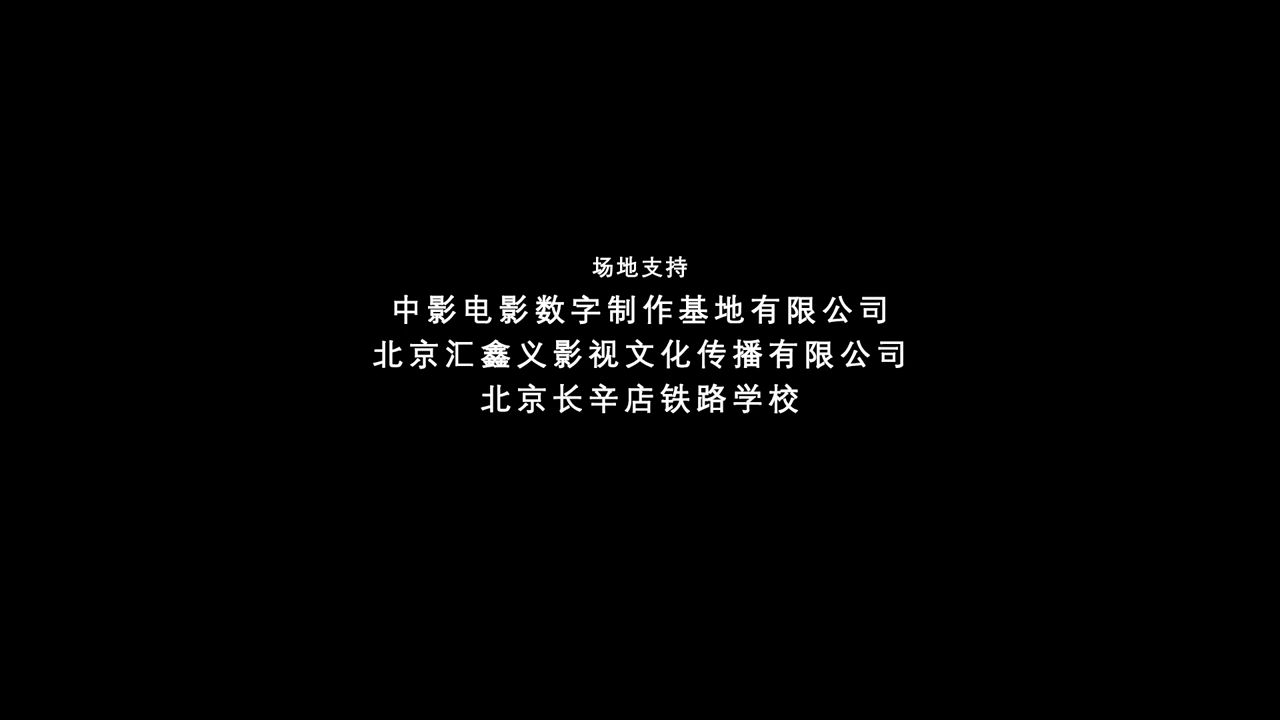 场地支持
中影电影数字制作基地有限公司
北京汇鑫义影视文化传播有限公司
北京长辛店铁路学校